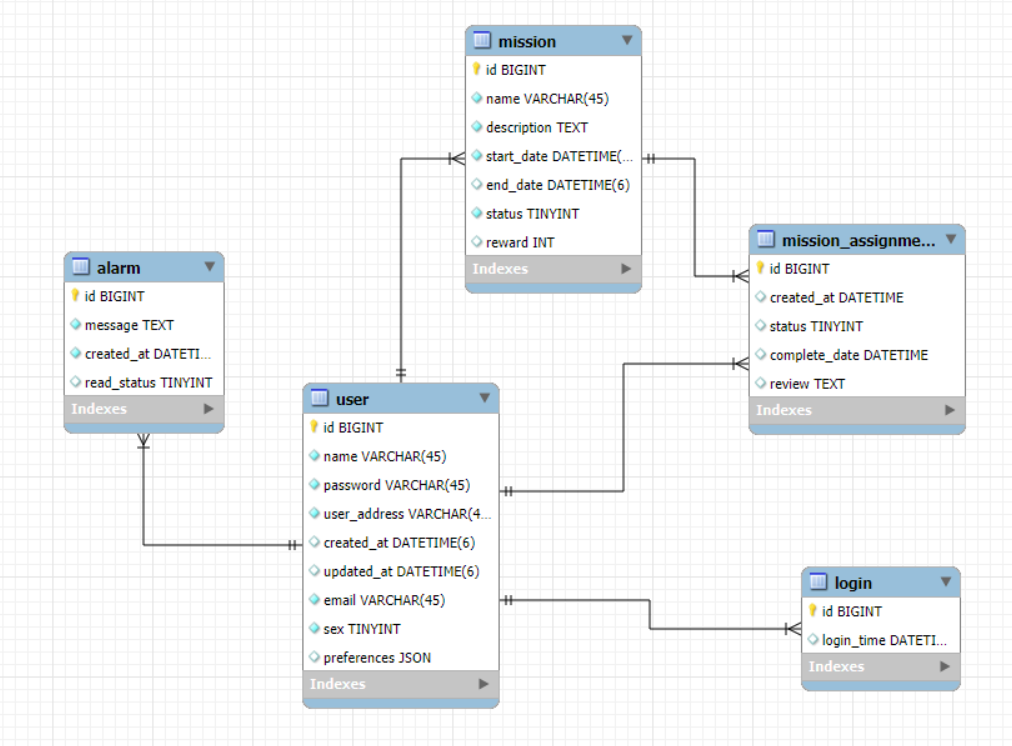 mission
id BIGINT
name VARCHAR(45)
description TEXT
start_date DATETIME(...
end_date DATETIME(6)
status TINYINT
reward INT
Indexes
mission_assignme...
id BIGINT
created_at DATETIME
status TINYINT
complete_date DATETIME
review TEXT
Indexes
alarm
id BIGINT
message TEXT
created_at DATETI...
read_status TINYINT
Indexes
user
id BIGINT
name VARCHAR(45)
password VARCHAR(45)
user_address VARCHAR(4...
created_at DATETIME(6)
updated_at DATETIME(6)
email VARCHAR(45)
sex TINYINT
preferences JSON
Indexes
login
id BIGINT
login_time DATETI...
Indexes